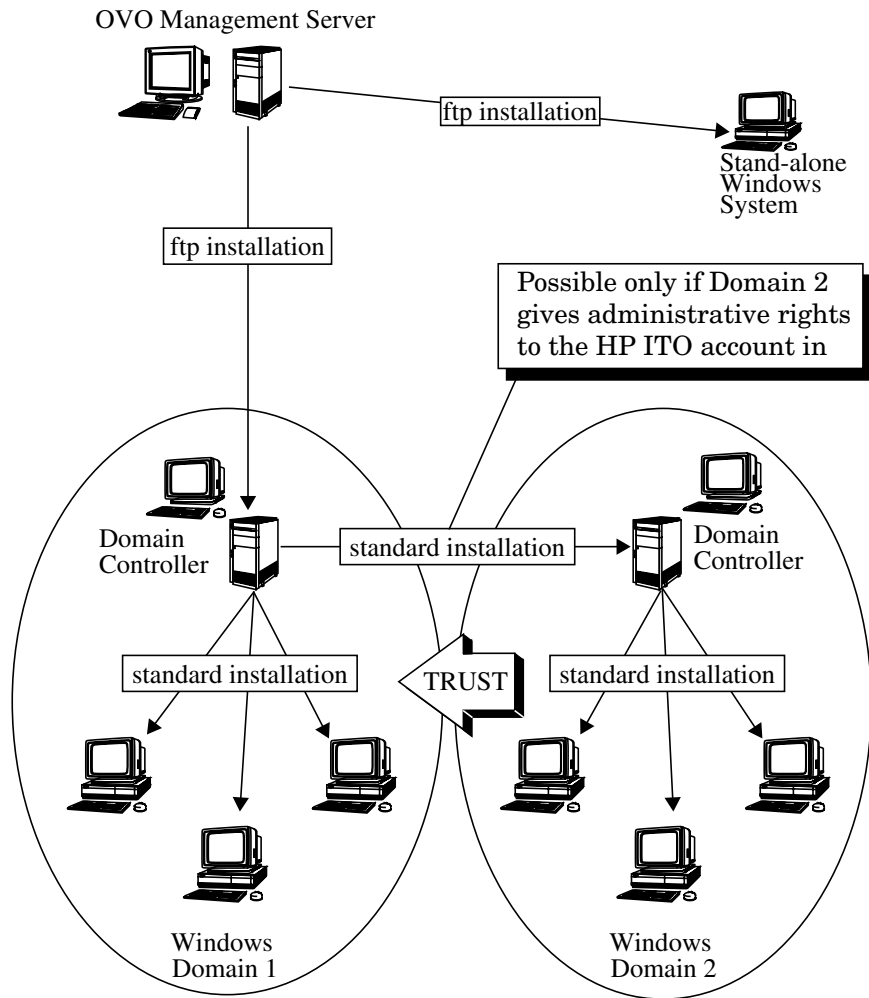 OVO Management Server
ftp installation
Stand-alone
Windows
System
ftp installation
Possible only if Domain 2
gives administrative rights
to the HP ITO account in
Domain
Controller
standard installation
Domain
Controller
standard installation
TRUST
standard installation
Windows
Domain 1
Windows
Domain 2